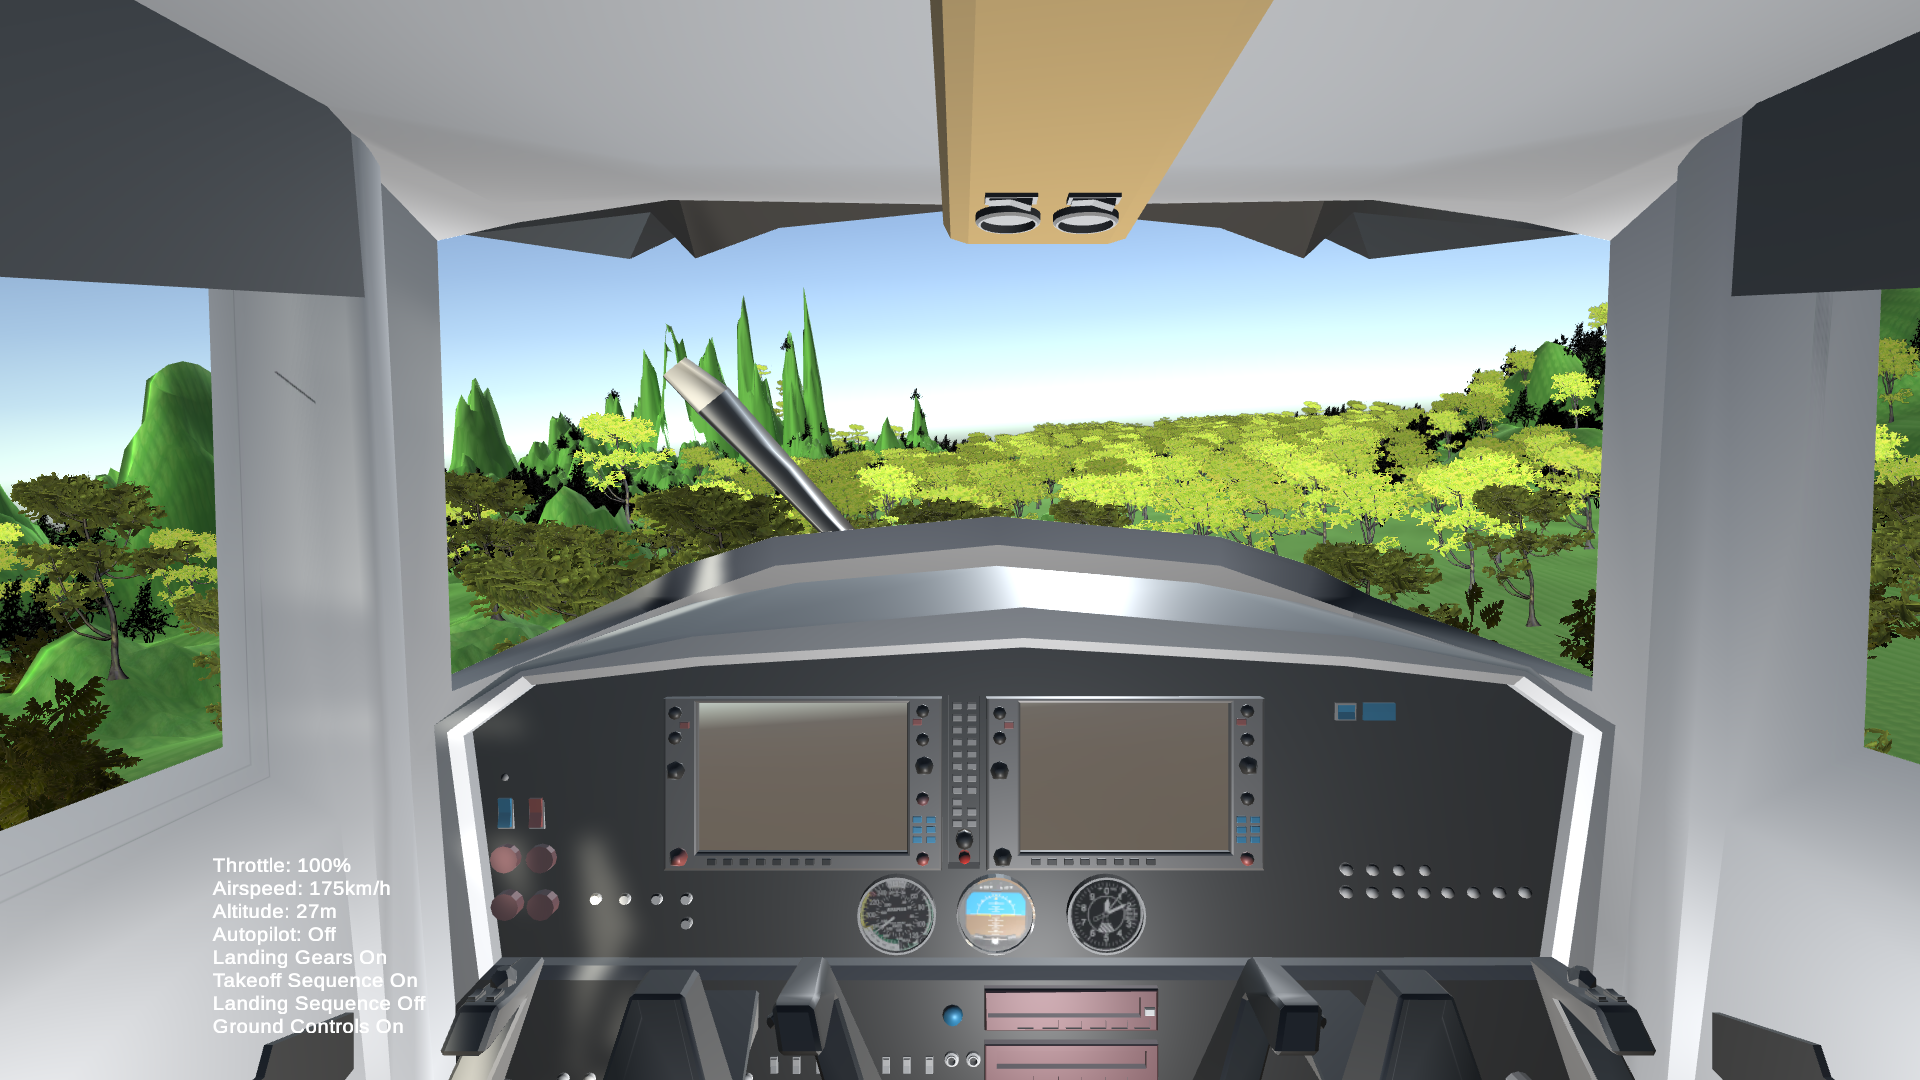 Throttle: 100%
Airspeed: 175km/h
Altitude: 27m
Autopilot: Off
Landing Gears On
Takeoff Sequence On
Landing Sequence Off
Ground Controls On